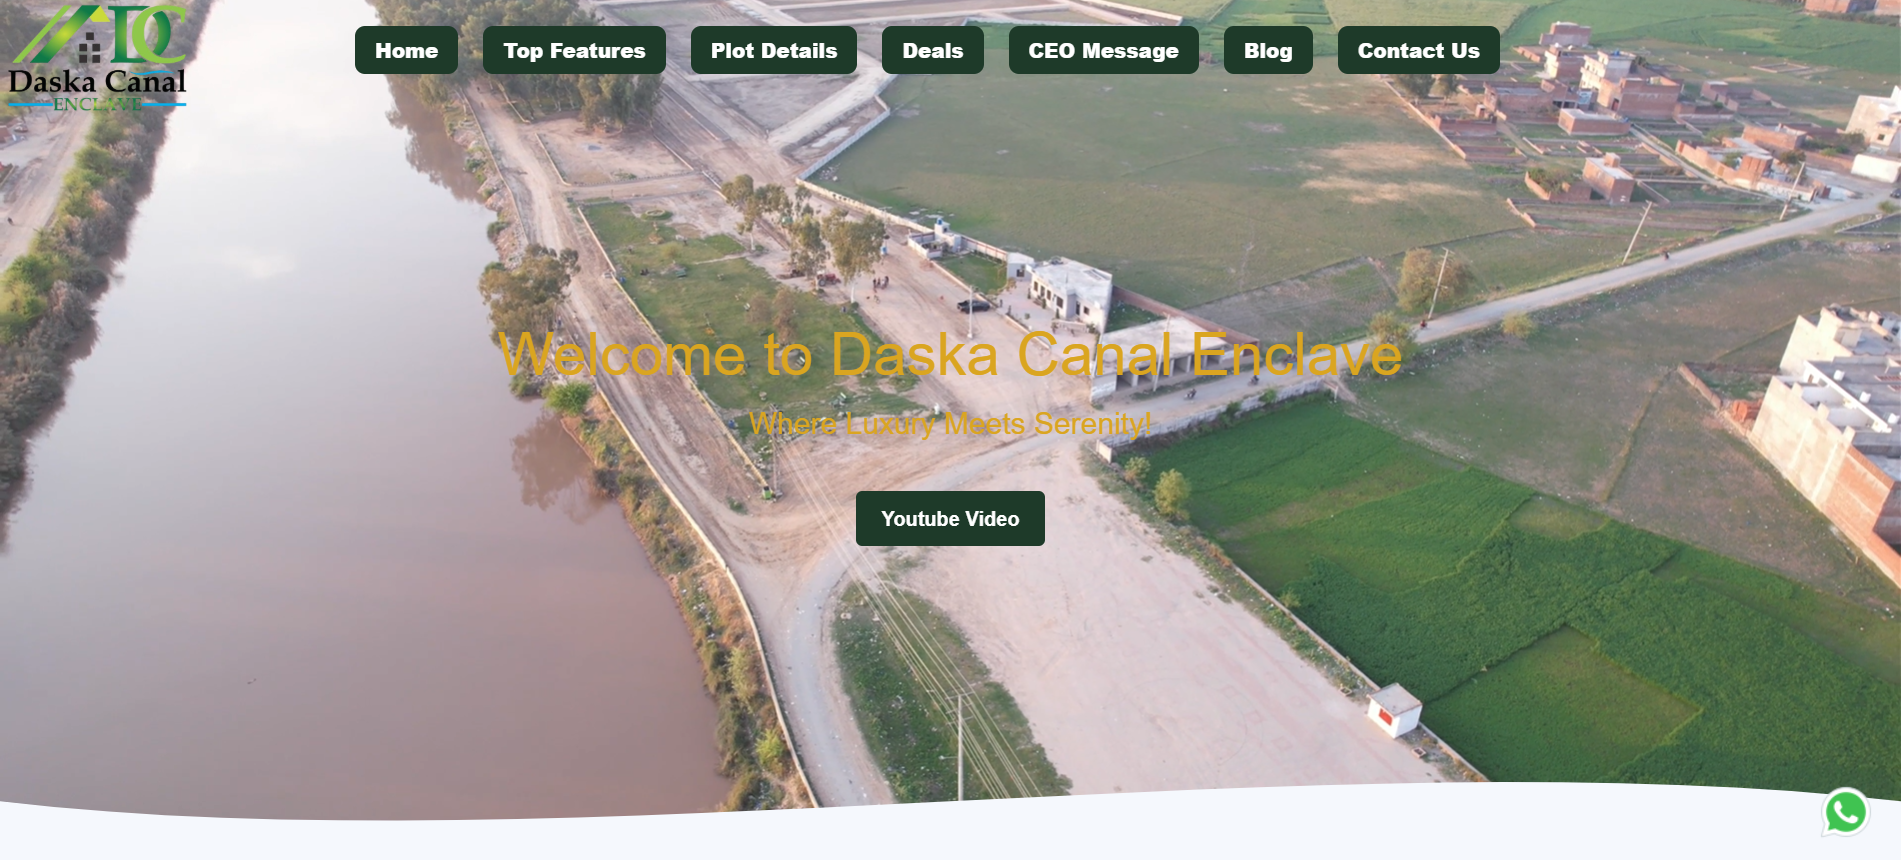 ADC
Daska Canal
ENCLAVE
Home
Top Features
Plot Details
Deals
CEO Message
Blog
Contact Us
Welcome to Daska Canal Enclave
Where Luxury Meets Serenity!
Youtube Video